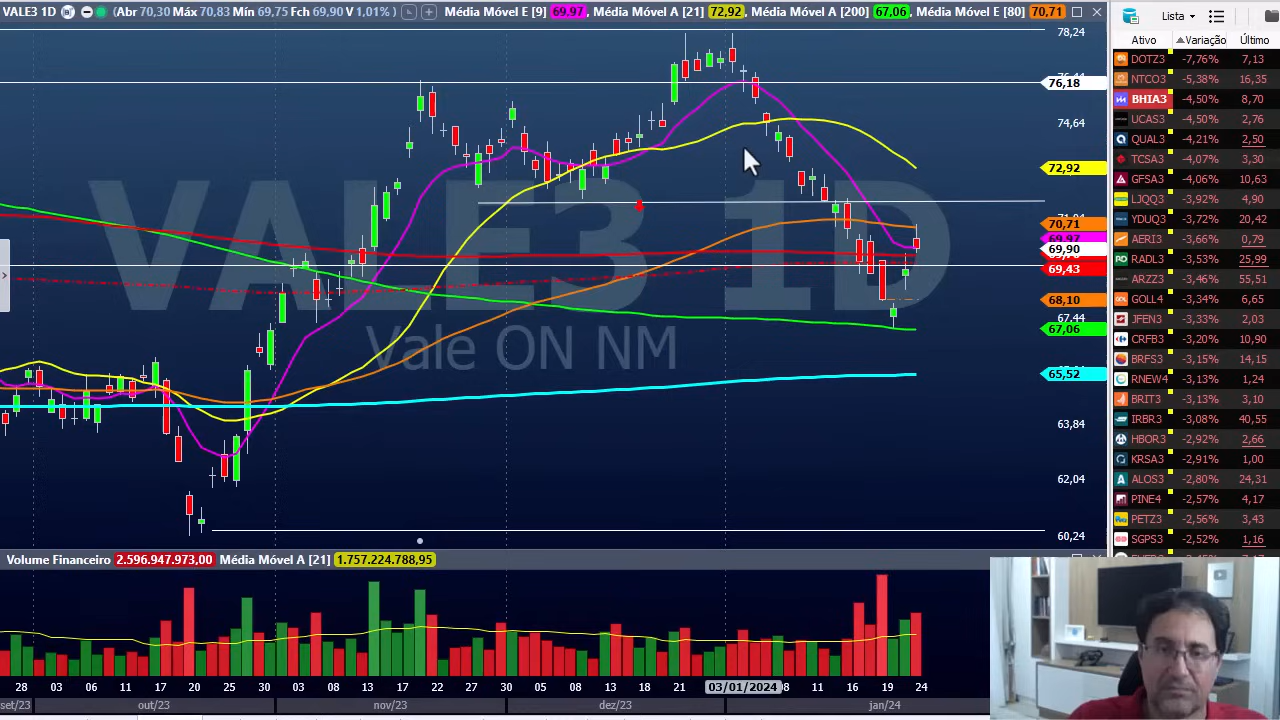 VALE3 1D (Abr 70,30 Máx 70,83 Mín 69,75 Fch 69,90 V 1,01% ) Média Móvel E [9] 69,97, Média Móvel A [21] 72,92, Média Móvel A [200] 67,06, Média Móvel E [80] 70,71
Lista
Ativo Variação Último
DOTZ3 -7,76% 7,13
NTCO3 -5,38% 16,35
BHIA3 -4,50% 8,70
UCAS3 -4,50% 2,76
QUAL3 -4,21% 2,50
TCSA3 -4,07% 3,30
GFSA3 -4,06% 10,63
LJQQ3 -3,92% 4,90
YDUQ3 -3,72% 20,42
AERI3 -3,66% 0,79
RADL3 -3,53% 25,99
ARZZ3 -3,46% 55,51
GOLL4 -3,34% 6,65
JFEN3 -3,33% 2,03
CRFB3 -3,20% 10,90
BRFS3 -3,15% 14,15
RNEW4 -3,13% 1,24
BRIT3 -3,13% 3,10
IRBR3 -3,08% 40,55
HBOR3 -2,92% 2,66
KRSA3 -2,91% 1,00
ALOS3 -2,80% 24,31
PINE4 -2,57% 4,17
PETZ3 -2,56% 3,43
SGPS3 -2,52% 1,16
78,24
76,18
74,64
72,92
70,71
69,97
69,90
69,43
68,10
67,44
67,06
65,52
63,84
62,04
60,24
VALE3 1D
Vale ON NM
Volume Financeiro 2.596.947.973,00 Média Móvel A [21] 1.757.224.788,95
28 03 06 11 17 20 25 30 03 08 13 22 27 30 05 08 13 18 21 03/01/2024 8 11 16 19 24
set/23 out/23 nov/23 dez/23 jan/24